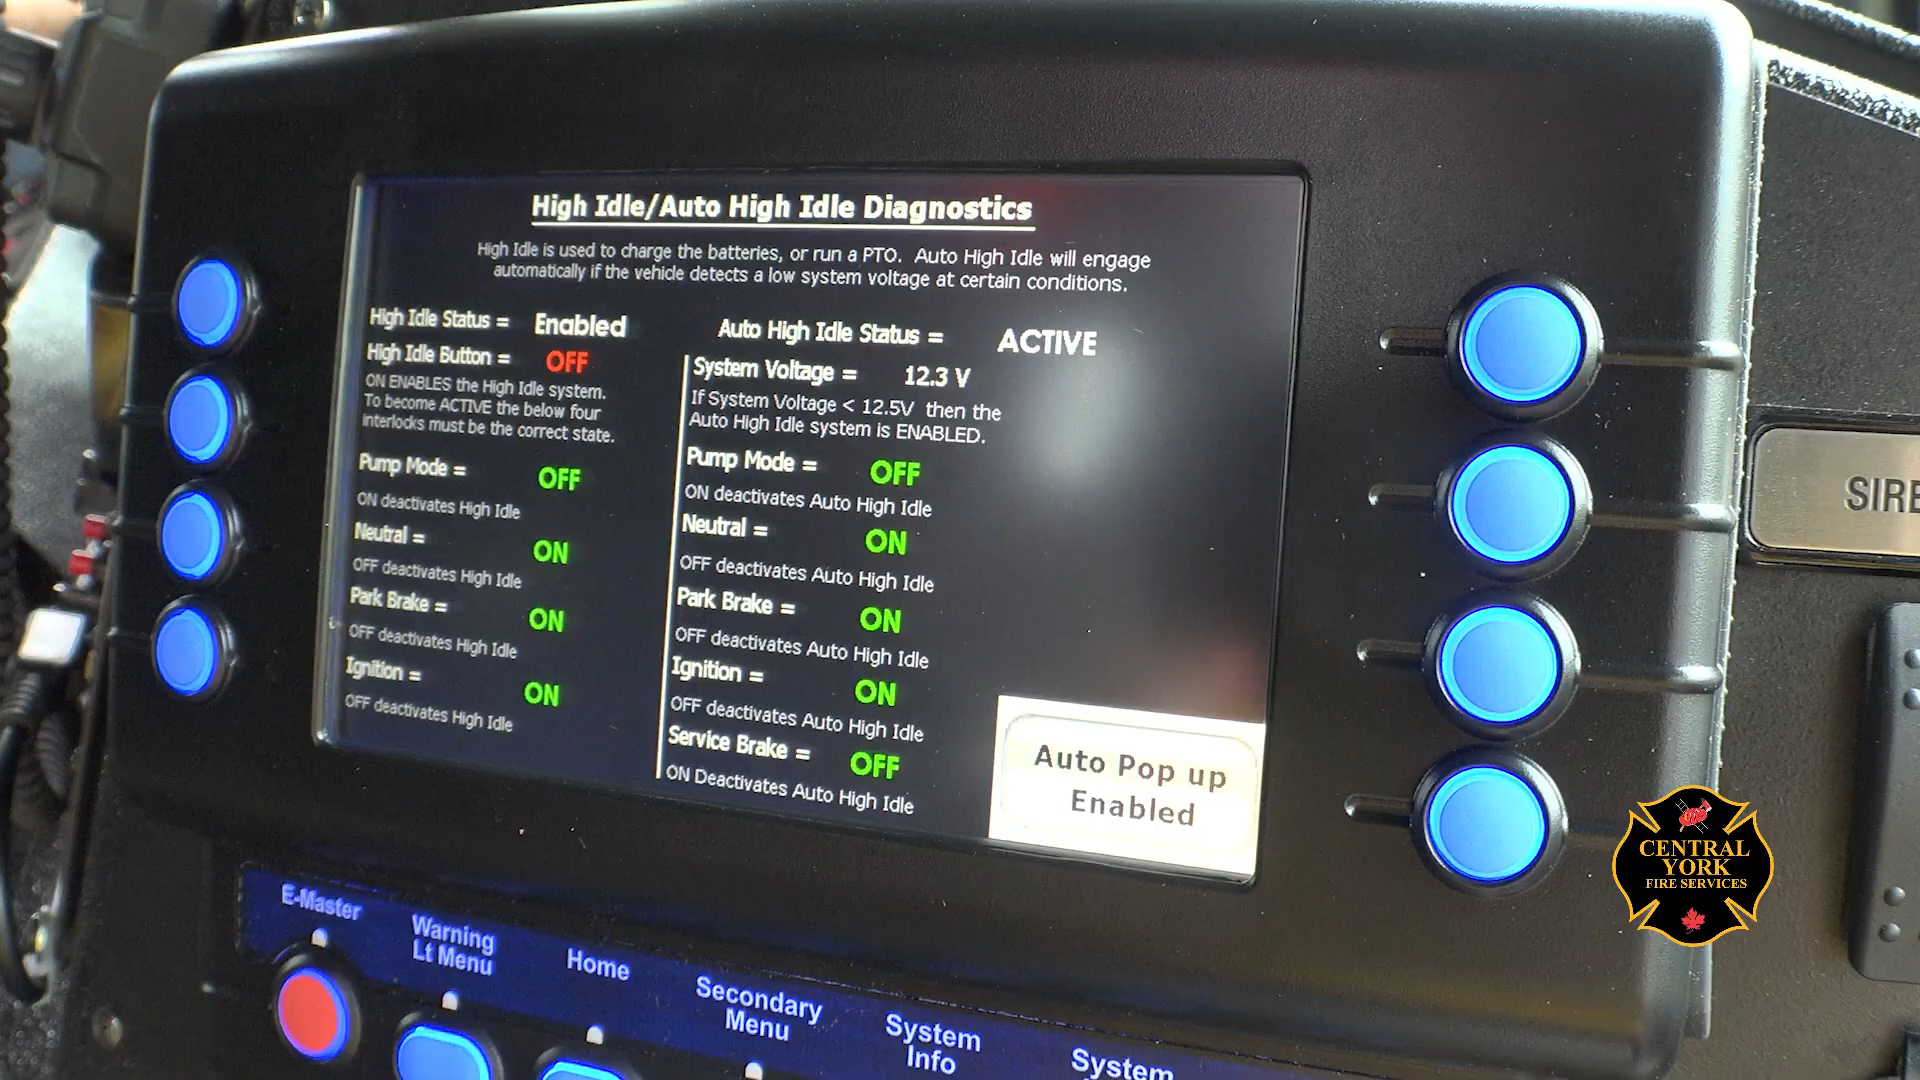 High Idle/Auto High Idle Diagnostics
High Idle is used to charge the batteries, or run a PTO. Auto High Idle will engage
automatically if the vehicle detects a low system voltage at certain conditions.
High Idle Status = Enabled
High Idle Button = OFF
ON ENABLES the High Idle system.
To become ACTIVE the below four
interlocks must be the correct state.
Pump Mode = OFF
ON deactivates High Idle
Neutral = ON
OFF deactivates High Idle
Park Brake = ON
OFF deactivates High Idle
Ignition = ON
OFF deactivates High Idle
Auto High Idle Status = ACTIVE
System Voltage = 12.3 V
If System Voltage < 12.5V then the
Auto High Idle system is ENABLED.
Pump Mode = OFF
ON deactivates Auto High Idle
Neutral = ON
OFF deactivates Auto High Idle
Park Brake = ON
OFF deactivates Auto High Idle
Ignition = ON
OFF deactivates Auto High Idle
Service Brake = OFF
ON Deactivates Auto High Idle
Auto Pop up
Enabled
SIRE
E-Master
Warning
Lt Menu
Home
Secondary
Menu
System
Info
System
CENTRAL
YORK
FIRE SERVICES